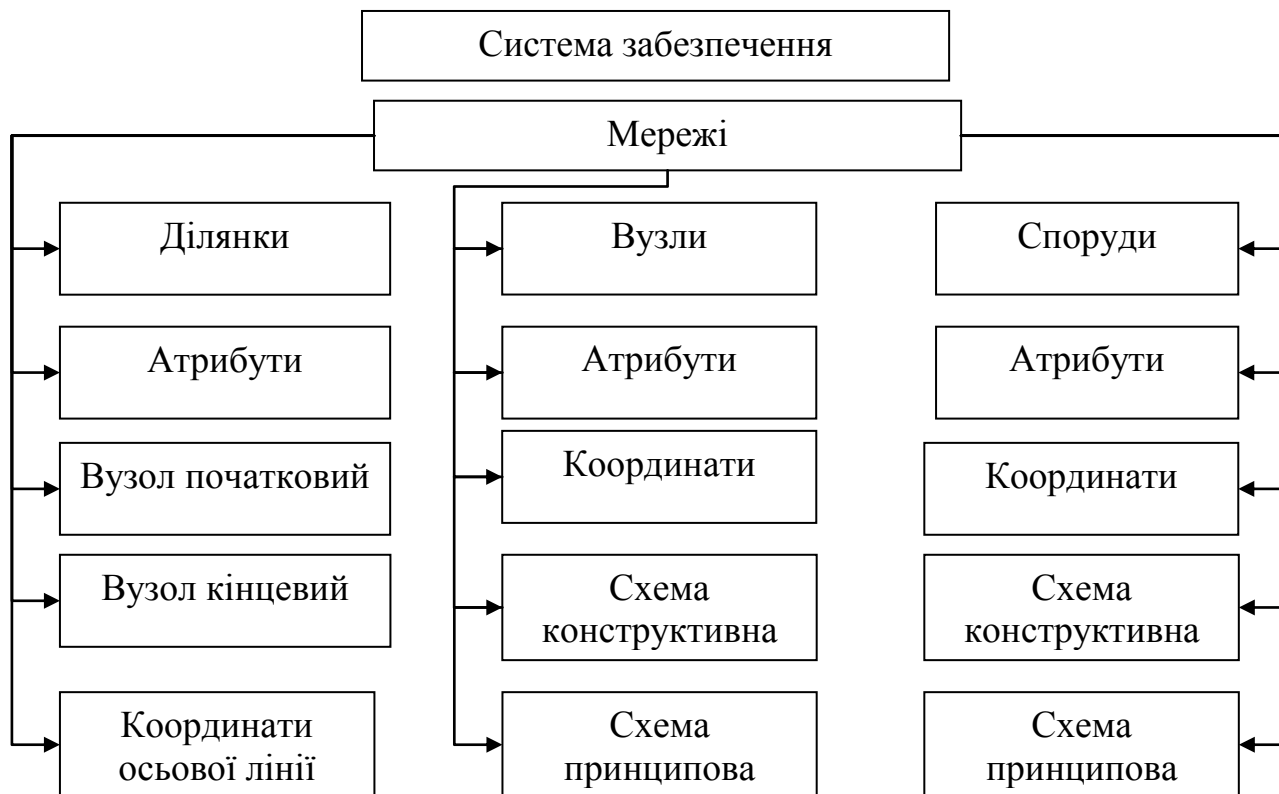 Система забезпечення
Мережі
Ділянки
Вузли
Споруди
Атрибути
Атрибути
Атрибути
Вузол початковий
Координати
Координати
Вузол кінцевий
Схема
конструктивна
Схема
конструктивна
Координати
осьової лінії
Схема
принципова
Схема
принципова